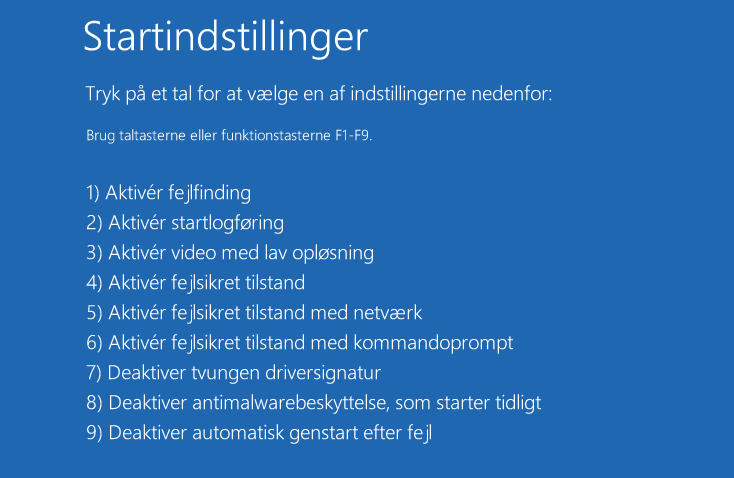 Startindstillinger
Tryk på et tal for at vælge en af indstillingerne nedenfor:
Brug taltasterne eller funktionstasterne F1-F9.
1) Aktivér fejlfinding
2) Aktivér startlogføring
3) Aktivér video med lav opløsning
4) Aktivér fejlsikret tilstand
5) Aktivér fejlsikret tilstand med netværk
6) Aktivér fejlsikret tilstand med kommandoprompt
7) Deaktiver tvungen driversignatur
8) Deaktiver antimalwarebeskyttelse, som starter tidligt
9) Deaktiver automatisk genstart efter fejl